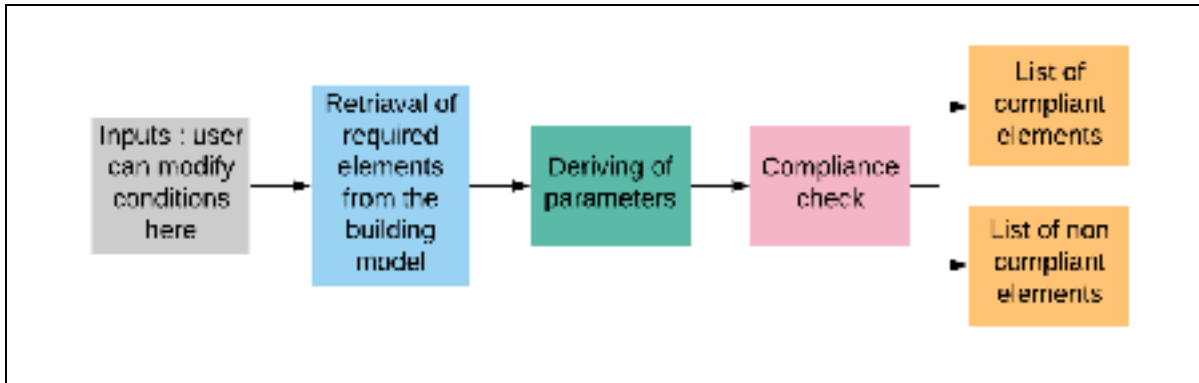 Inputs : user
can modify
conditions
here
Retriaval of
required
elements
from the
building
model
Deriving of
parameters
Compliance
check
List of
compliant
elements
List of non
compliant
elements